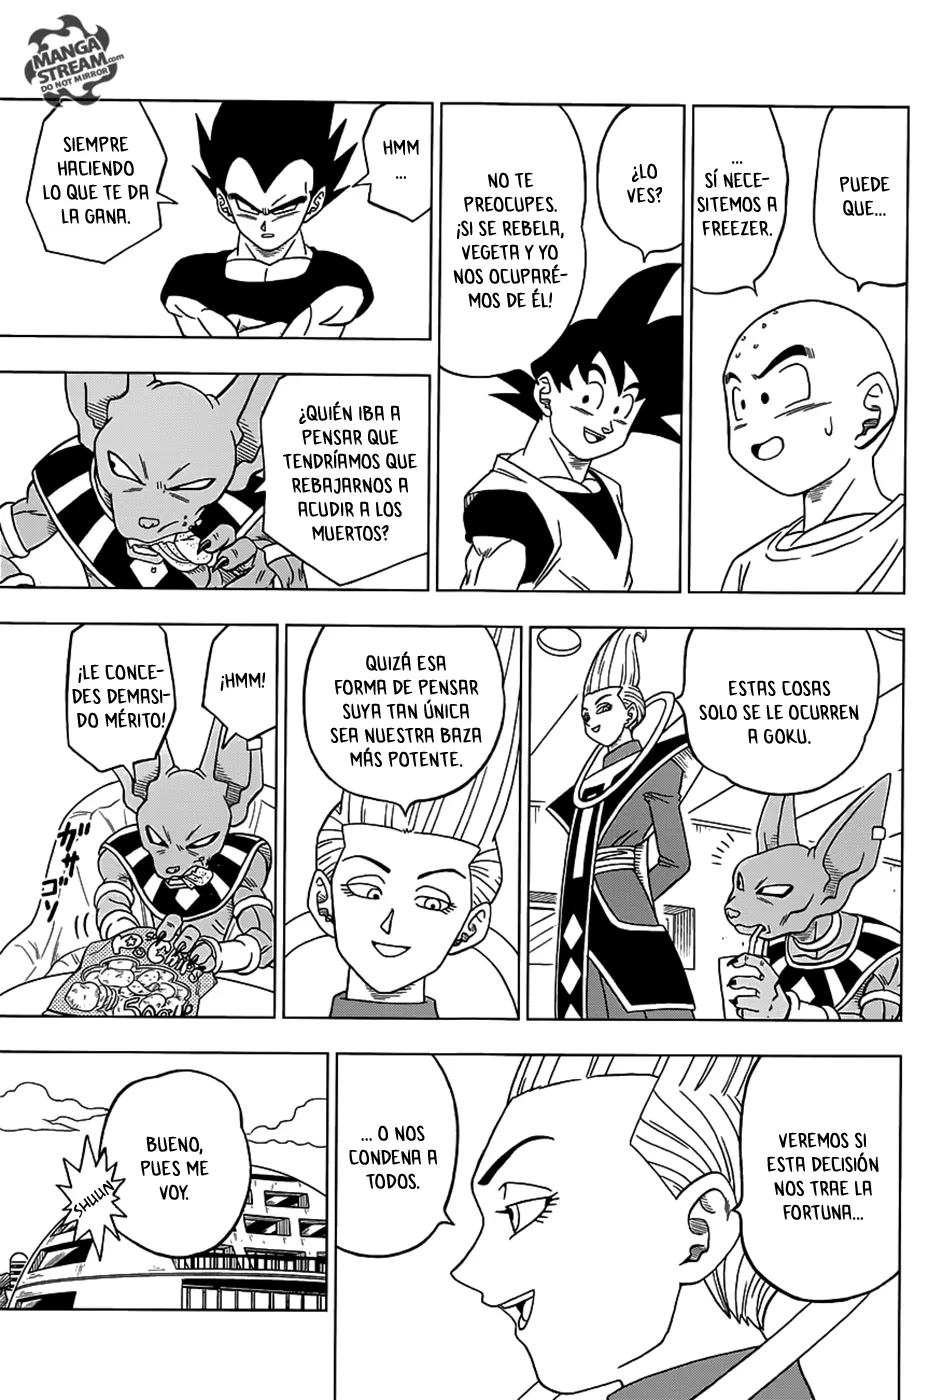 MANGA
STREAM.com
DO NOT MIRROR
PUEDE
QUE...
...
SÍ NECE-
SITEMOS A
FREEZER.
¿LO
VES?
NO TE
PREOCUPES.
¡SI SE REBELA,
VEGETA Y YO
NOS OCUPARÉ-
MOS DE ÉL!
HMM
...
SIEMPRE
HACIENDO
LO QUE TE DA
LA GANA.
¿QUIÉN IBA A
PENSAR QUE
TENDRÍAMOS QUE
REBAJARNOS A
ACUDIR A LOS
MUERTOS?
ESTAS COSAS
SOLO SE LE OCURREN
A GOKU.
QUIZÁ ESA
FORMA DE PENSAR
SUYA TAN ÚNICA
SEA NUESTRA BAZA
MÁS POTENTE.
¡HMM!
¡LE CONCE-
DES DEMASI-
DO MÉRITO!
ガサ
ゴソ
VEREMOS SI
ESTA DECISIÓN
NOS TRAE LA
FORTUNA...
... O NOS
CONDENA A
TODOS.
BUENO,
PUES ME
VOY.
SHUUN!